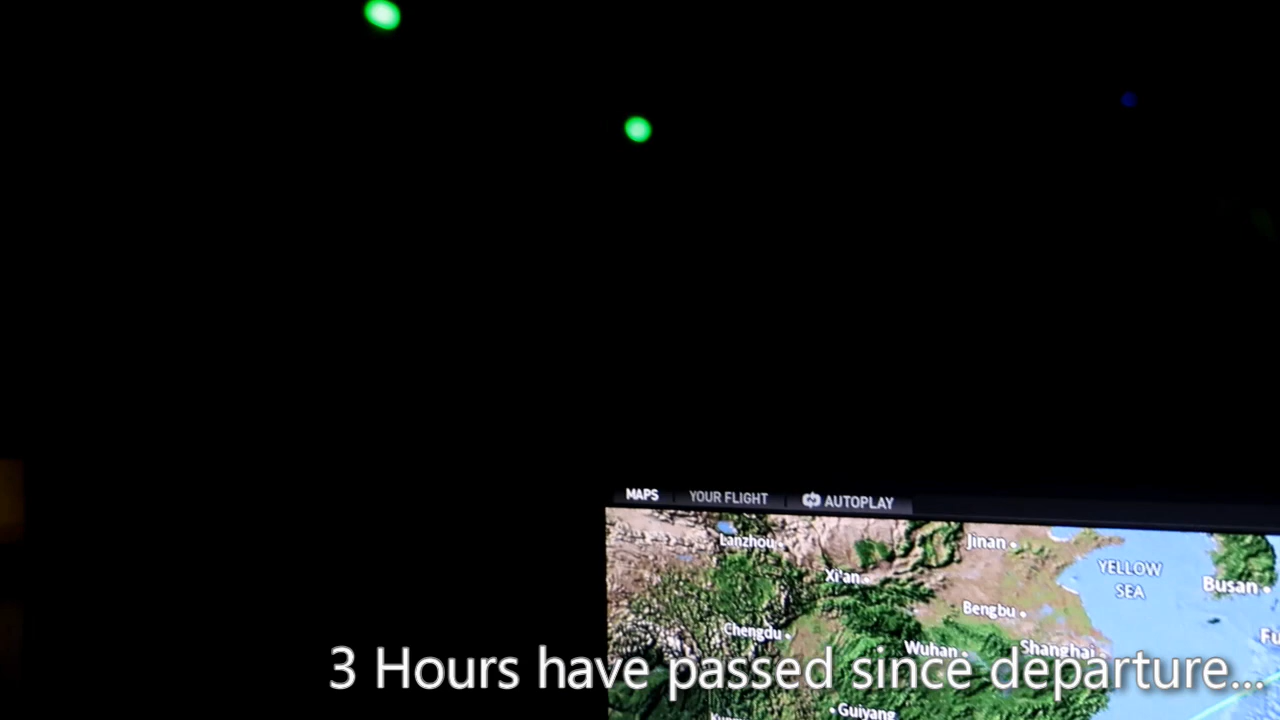 MAPS YOUR FLIGHT AUTOPLAY
Lanzhou
Jinan
Xi'an
YELLOW
SEA
Busan
Bengbu
Chengdu
Wuhan
Shanghai
3 Hours have passed since departure...
Guiyang